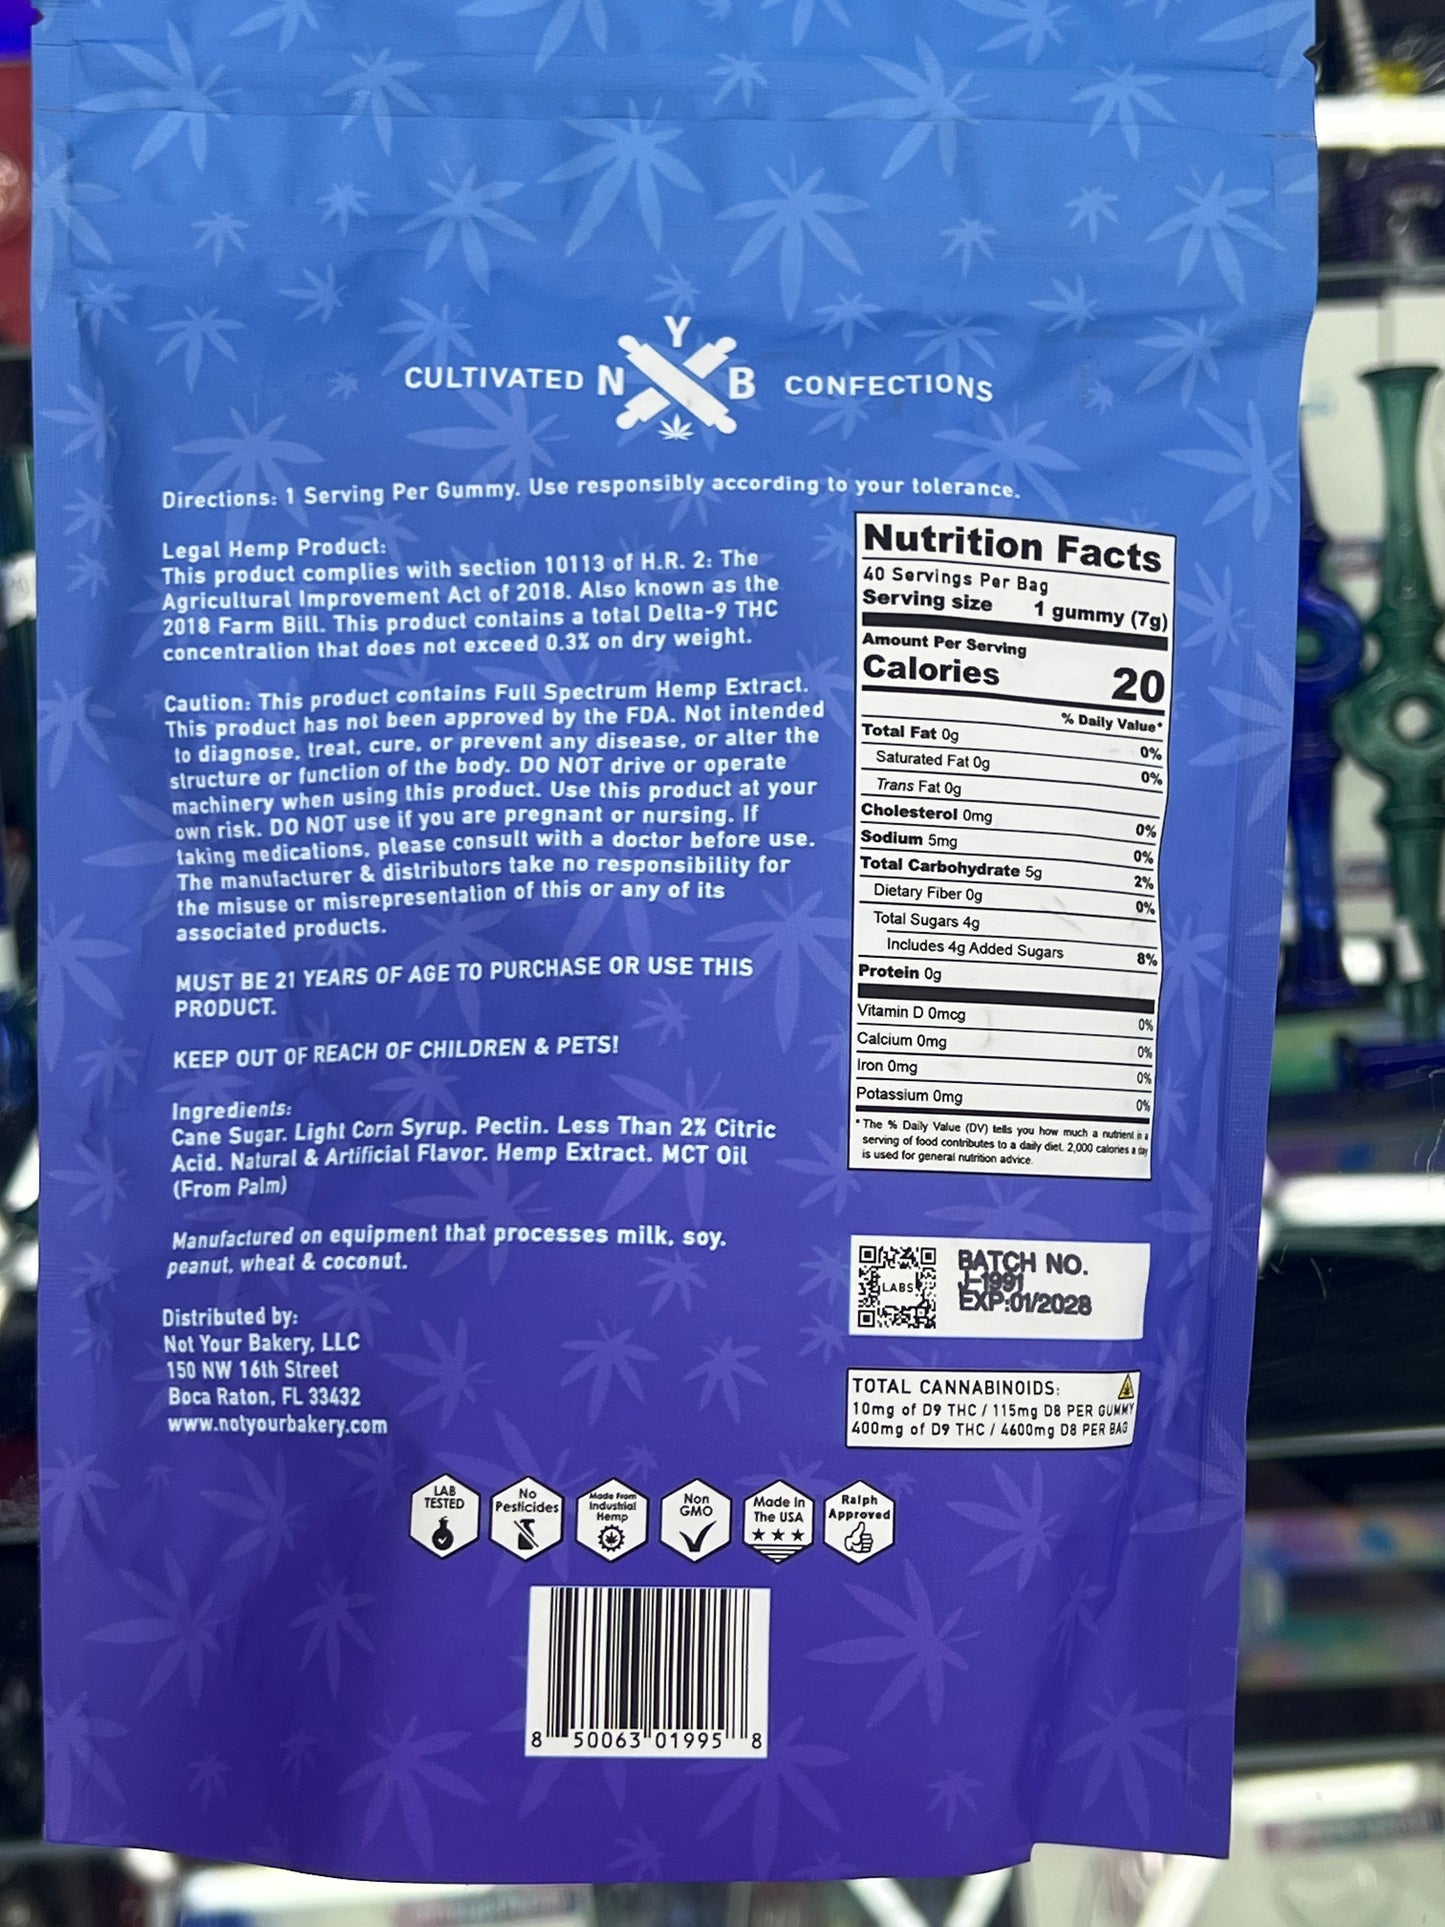 Y
CULTIVATED N B CONFECTIONS
Directions: 1 Serving Per Gummy. Use responsibly according to your tolerance.
Legal Hemp Product:
This product complies with section 10113 of H.R. 2: The
Agricultural Improvement Act of 2018. Also known as the
2018 Farm Bill. This product contains a total Delta-9 THC
concentration that does not exceed 0.3% on dry weight.
Caution: This product contains Full Spectrum Hemp Extract.
This product has not been approved by the FDA. Not intended
to diagnose, treat, cure, or prevent any disease, or alter the
structure or function of the body. DO NOT drive or operate
machinery when using this product. Use this product at your
own risk. DO NOT use if you are pregnant or nursing. If
taking medications, please consult with a doctor before use.
The manufacturer & distributors take no responsibility for
the misuse or misrepresentation of this or any of its
associated products.
MUST BE 21 YEARS OF AGE TO PURCHASE OR USE THIS
PRODUCT.
KEEP OUT OF REACH OF CHILDREN & PETS!
Ingredients:
Cane Sugar. Light Corn Syrup. Pectin. Less Than 2% Citric
Acid. Natural & Artificial Flavor. Hemp Extract. MCT Oil
(From Palm)
Manufactured on equipment that processes milk, soy.
peanut, wheat & coconut.
Distributed by:
Not Your Bakery, LLC
150 NW 16th Street
Boca Raton, FL 33432
www.notyourbakery.com
Nutrition Facts
40 Servings Per Bag
Serving size 1 gummy (7g)
Amount Per Serving
Calories 20
% Daily Value*
Total Fat 0g 0%
Saturated Fat 0g 0%
Trans Fat 0g
Cholesterol 0mg 0%
Sodium 5mg 0%
Total Carbohydrate 5g 2%
Dietary Fiber 0g 0%
Total Sugars 4g
Includes 4g Added Sugars 8%
Protein 0g
Vitamin D 0mcg 0%
Calcium 0mg 0%
Iron 0mg 0%
Potassium 0mg 0%
* The % Daily Value (DV) tells you how much a nutrient in a
serving of food contributes to a daily diet. 2,000 calories a day
is used for general nutrition advice.
LABS
BATCH NO.
J-1991
EXP:01/2028
TOTAL CANNABINOIDS:
10mg of D9 THC / 115mg D8 PER GUMMY
400mg of D9 THC / 4600mg D8 PER BAG
LAB
TESTED
No
Pesticides
Made From
Industrial
Hemp
Non
GMO
Made In
The USA
Ralph
Approved
8 50063 01995 8